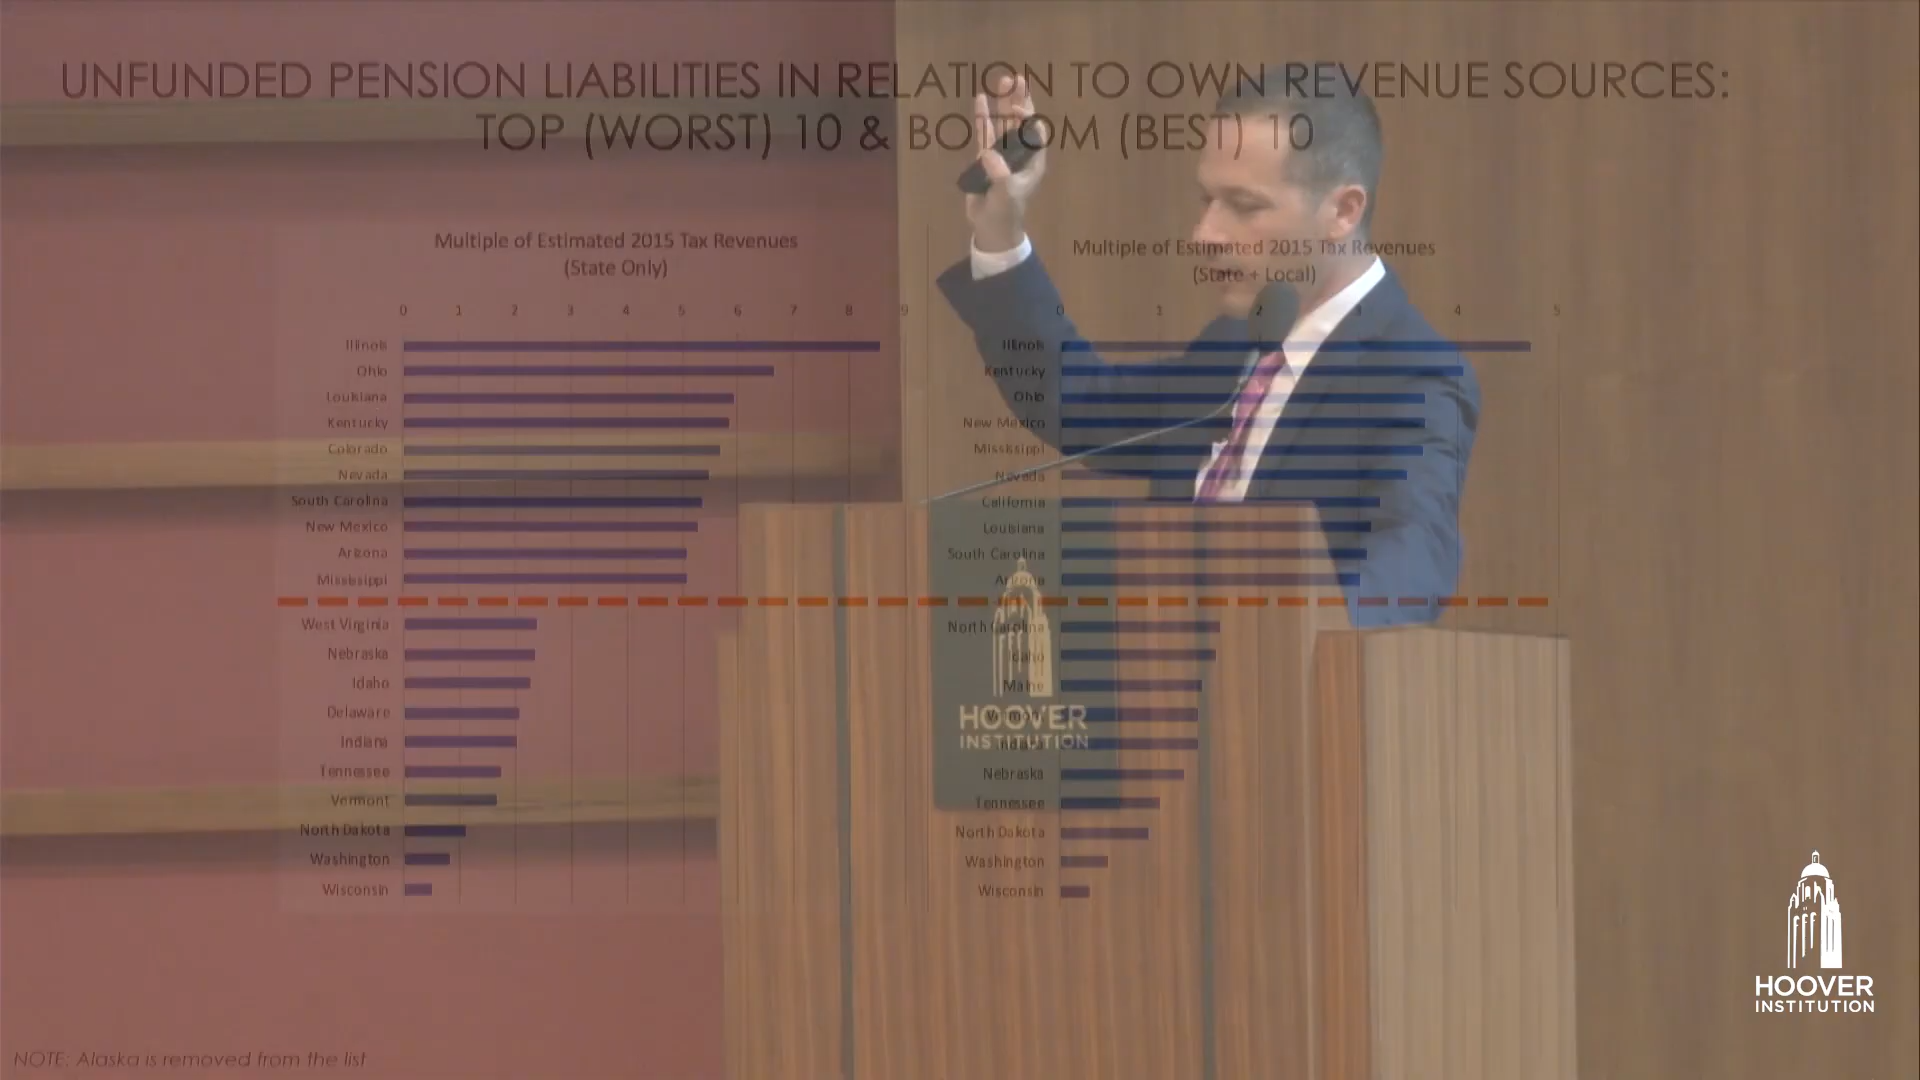 UNFUNDED PENSION LIABILITIES IN RELATION TO OWN REVENUE SOURCES:
TOP (WORST) 10 & BOTTOM (BEST) 10
Multiple of Estimated 2015 Tax Revenues
(State Only)
0 1 2 3 4 5 6 7 8 9
Illinois
Ohio
Louisiana
Kentucky
Colorado
Nevada
South Carolina
New Mexico
Arizona
Mississippi
West Virginia
Nebraska
Idaho
Delaware
Indiana
Tennessee
Vermont
North Dakota
Washington
Wisconsin
Multiple of Estimated 2015 Tax Revenues
(State + Local)
0 1 2 3 4 5
Illinois
Kentucky
Ohio
New Mexico
Mississippi
Nevada
California
Louisiana
South Carolina
Arizona
North Carolina
Idaho
Maine
Vermont
Indiana
Nebraska
Tennessee
North Dakota
Washington
Wisconsin
HOOVER
INSTITUTION
HOOVER
INSTITUTION
NOTE: Alaska is removed from the list